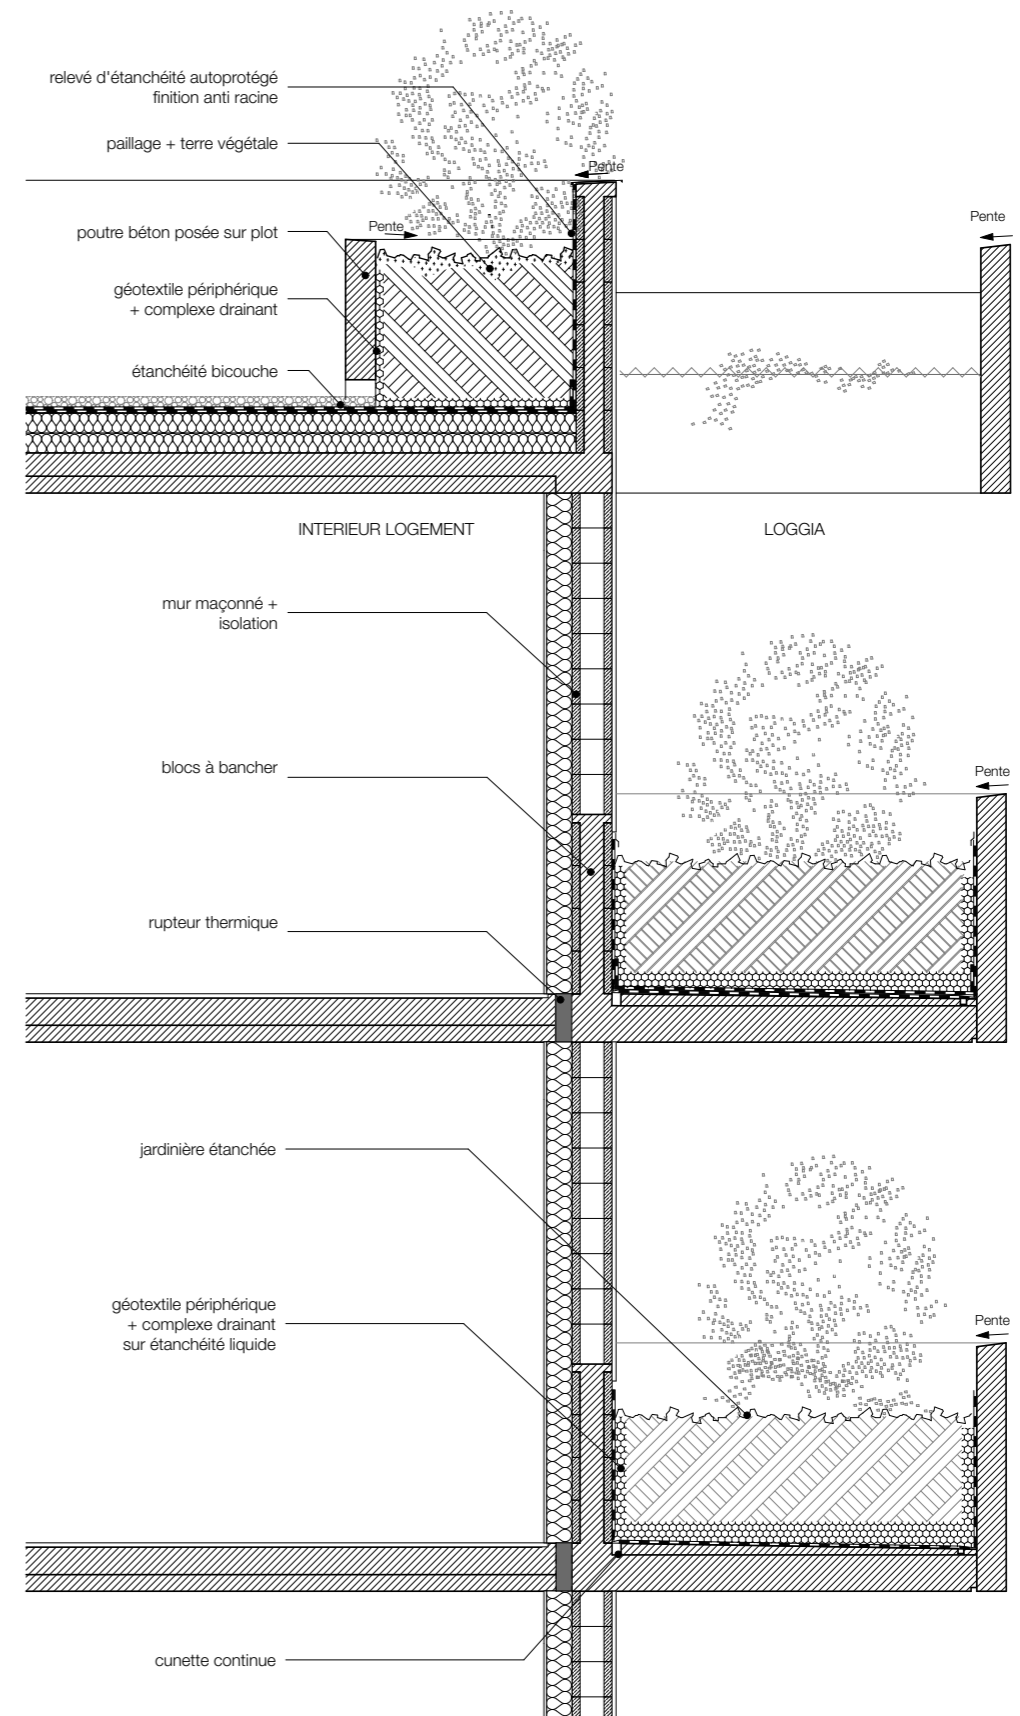 relevé d'étanchéité autoprotégé
finition anti racine
paillage + terre végétale
Pente
Pente
Pente
poutre béton posée sur plot
géotextile périphérique
+ complexe drainant
étanchéité bicouche
INTERIEUR LOGEMENT
LOGGIA
mur maçonné +
isolation
blocs à bancher
Pente
rupteur thermique
jardinière étanchée
géotextile périphérique
+ complexe drainant
sur étanchéité liquide
Pente
cunette continue